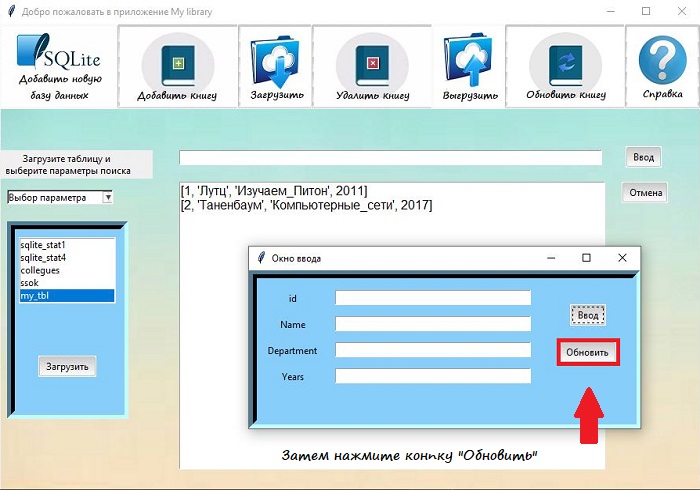 Добро пожаловать в приложение My library
SQLite
Добавить новую
базу данных
Добавить книгу
Загрузить
Удалить книгу
Выгрузить
Обновить книгу
?
Справка
Загрузите таблицу и
выберите параметры поиска
Ввод
Выбор параметра
Отмена
[1, 'Лутц', 'Изучаем_Питон', 2011]
[2, 'Таненбаум', 'Компьютерные_сети', 2017]
sqlite_stat1
sqlite_stat4
collegues
ssok
my_tbl
Загрузить
Окно ввода
id
Name
Department
Years
Ввод
Обновить
Затем нажмите конпку "Обновить"